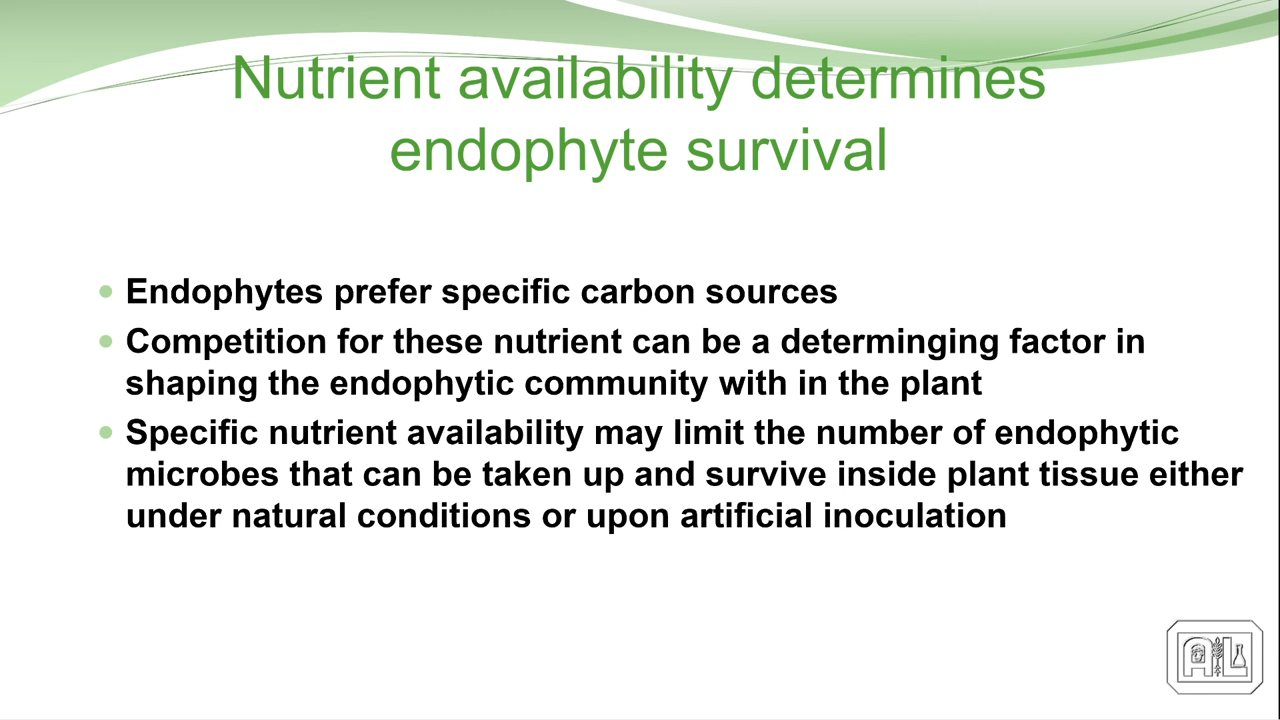 Nutrient availability determines
endophyte survival
Endophytes prefer specific carbon sources
Competition for these nutrient can be a determinging factor in
shaping the endophytic community with in the plant
Specific nutrient availability may limit the number of endophytic
microbes that can be taken up and survive inside plant tissue either
under natural conditions or upon artificial inoculation
AL